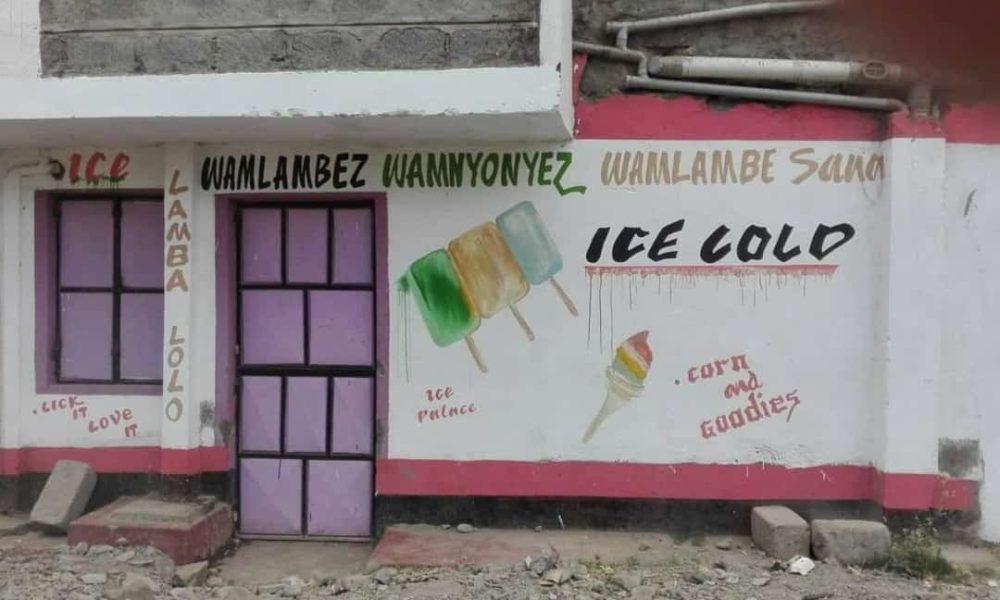 ICE
WAMLAMBEZ WAMNYONYEZ WAMLAMBE Sana
LAMBA LOLO
ICE COLD
.LICK IT
LOVE IT
ICE
PALACE
.CORN
AND
GOODIES